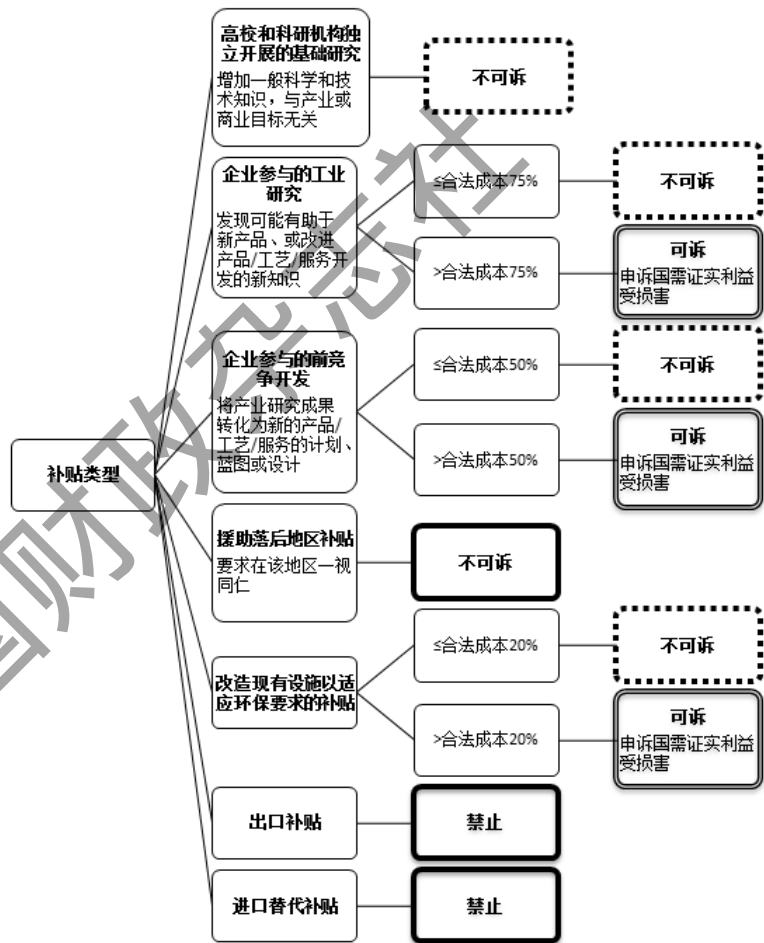 高校和科研机构独
立开展的基础研究
增加一般科学和技
术知识，与产业或
商业目标无关
不可诉
企业参与的工业
研究
发现可能有助于
新产品、或改进
产品/工艺/服务开
发的新知识
≤合法成本75%
不可诉
>合法成本75%
可诉
申诉国需证实利益
受损害
企业参与的前竞
争开发
将产业研究成果
转化为新的产品/
工艺/服务的计划、
蓝图或设计
≤合法成本50%
不可诉
>合法成本50%
可诉
申诉国需证实利益
受损害
补贴类型
援助落后地区补贴
要求在该地区一视
同仁
不可诉
改造现有设施以适
应环保要求的补贴
≤合法成本20%
不可诉
>合法成本20%
可诉
申诉国需证实利益
受损害
出口补贴
禁止
进口替代补贴
禁止
国财政杂志社